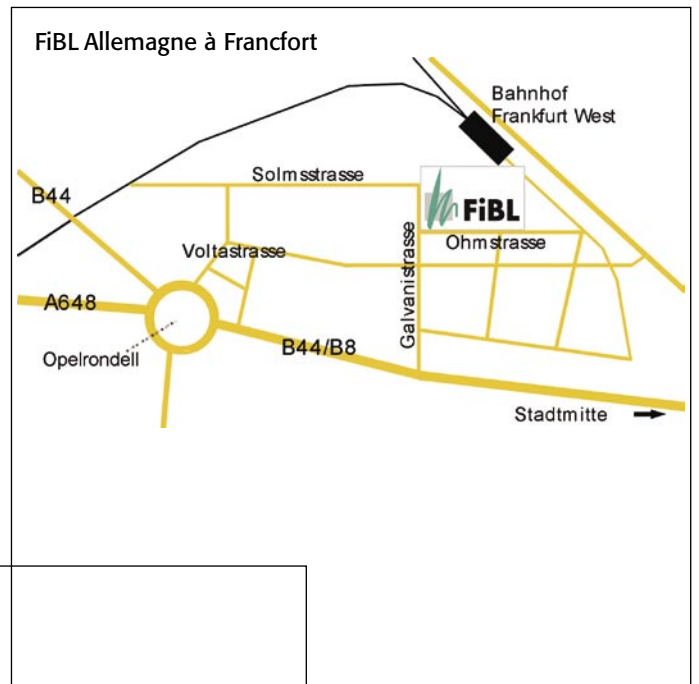 FiBL Allemagne à Francfort
Bahnhof
Frankfurt West
Solmsstrasse
B44
FiBL
Ohmstrasse
Voltastrasse
Galvanistrasse
A648
B44/B8
Opelrondell
Stadtmitte